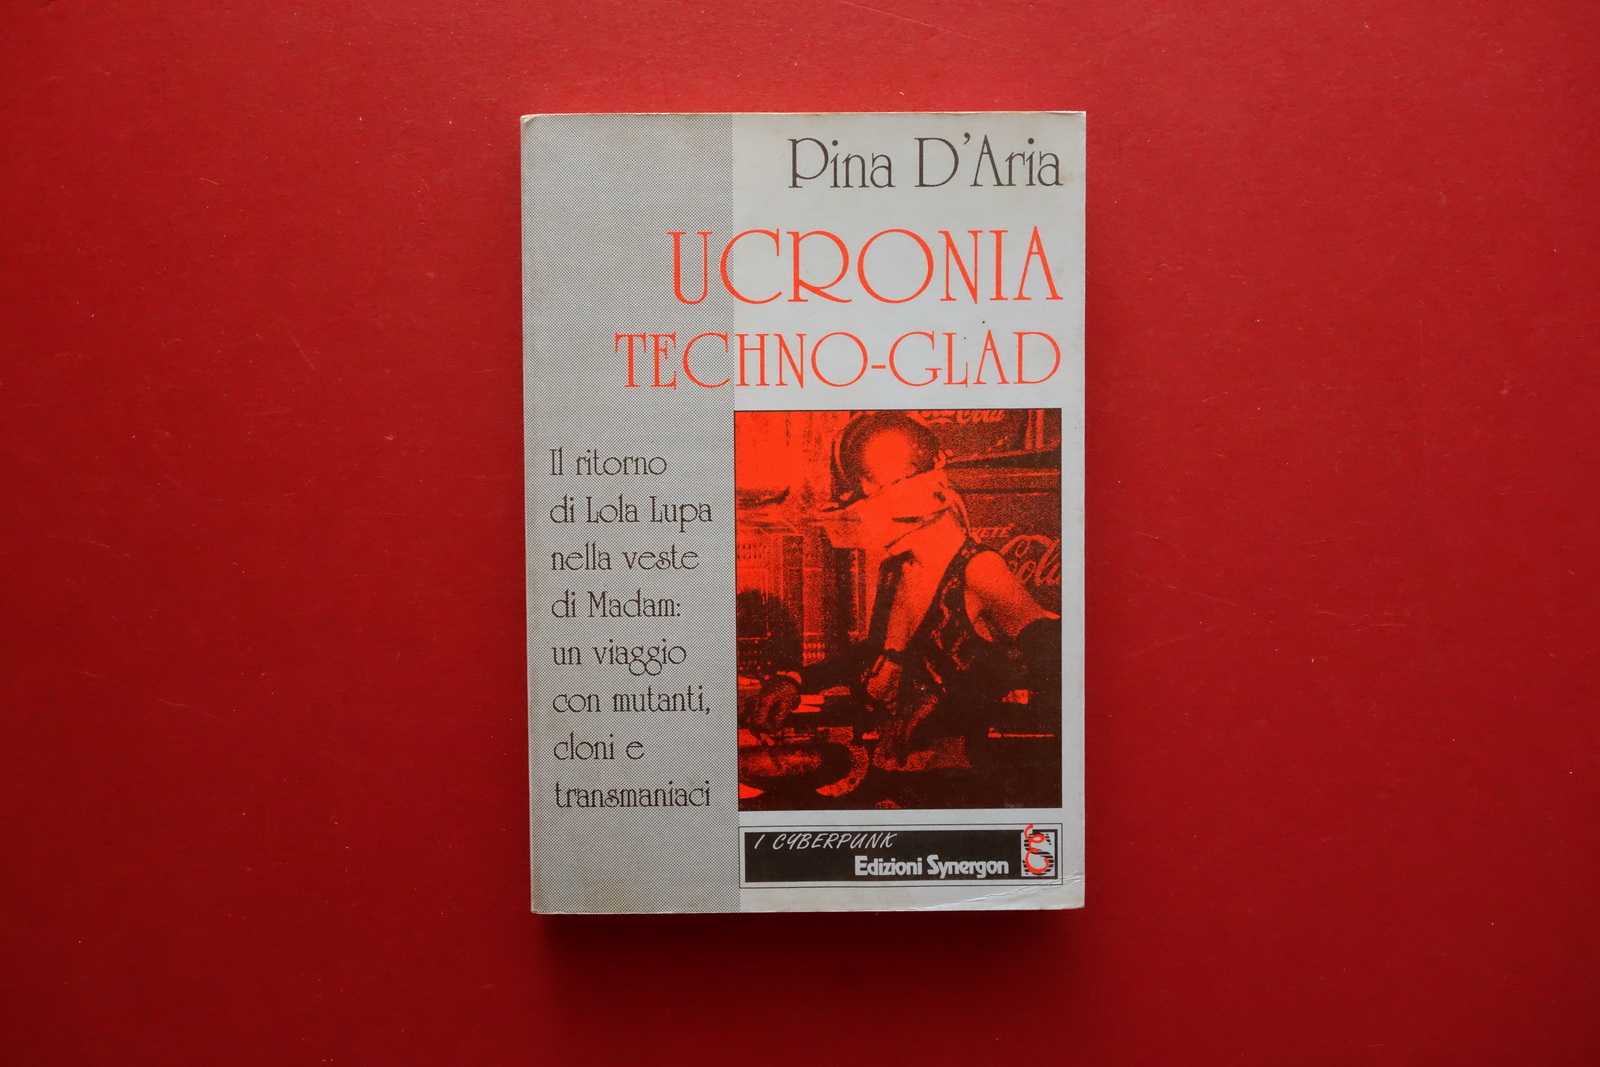 Pina D'Aria
UCRONIA
TECHNO-GLAD
Il ritorno
di Lola Lupa
nella veste
di Madam:
un viaggio
con mutanti,
cloni e
transmaniaci
Cola
I CYBERPUNK
Edizioni Synergon